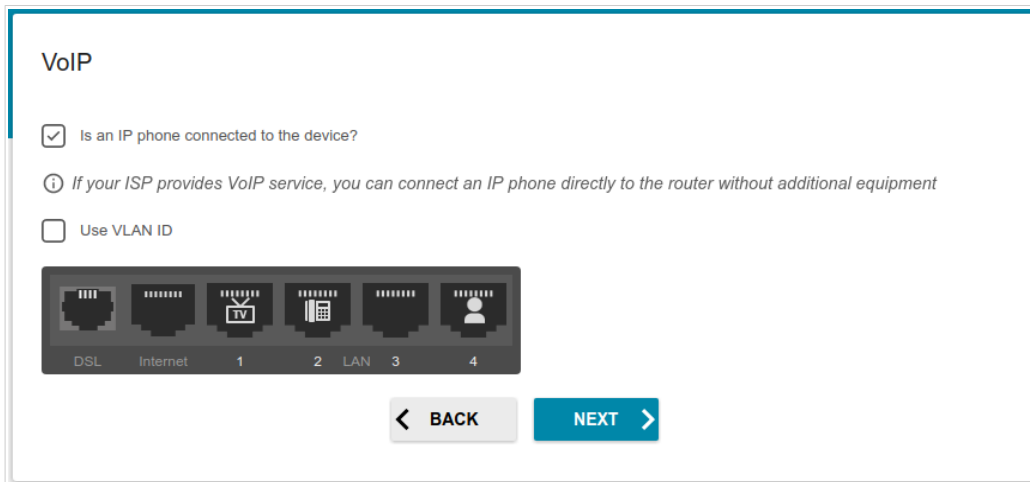 VoIP
Is an IP phone connected to the device?
If your ISP provides VoIP service, you can connect an IP phone directly to the router without additional equipment
Use VLAN ID
TV
DSL Internet 1 2 LAN 3 4
BACK NEXT